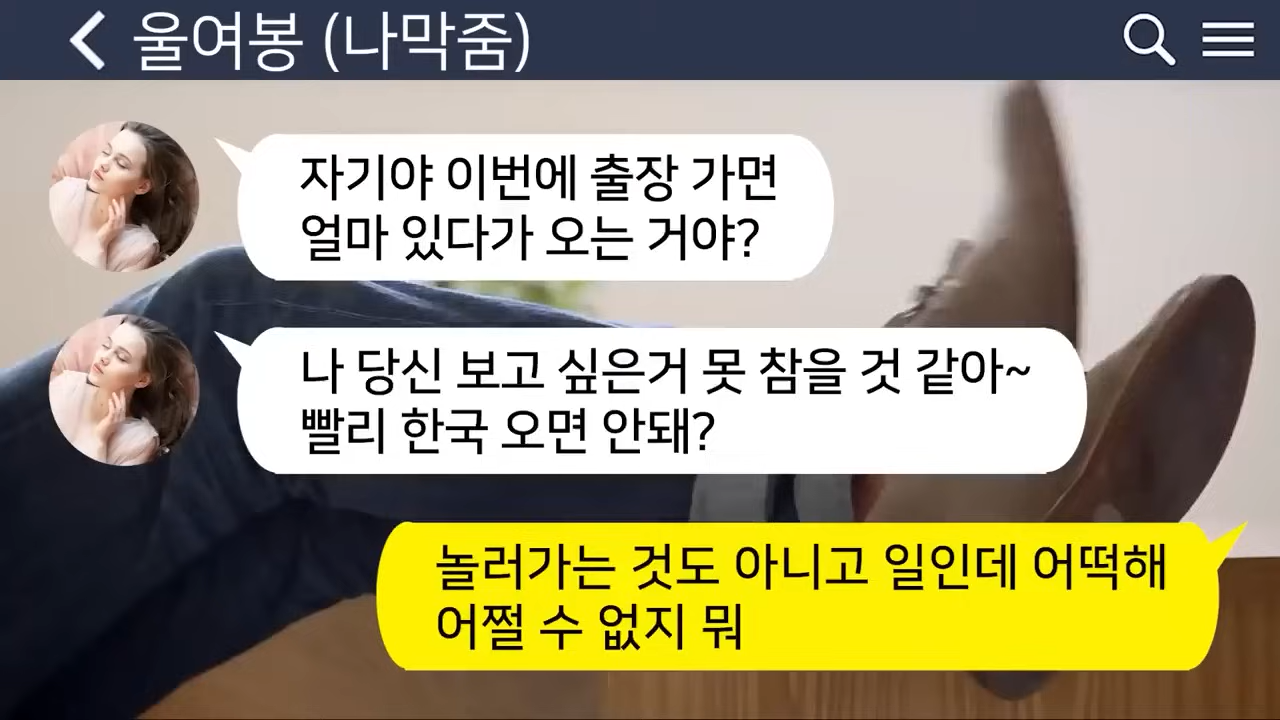 울여봉 (나막줌)
자기야 이번에 출장 가면
얼마 있다가 오는 거야?
나 당신 보고 싶은거 못 참을 것 같아~
빨리 한국 오면 안돼?
놀러가는 것도 아니고 일인데 어떡해
어쩔 수 없지 뭐